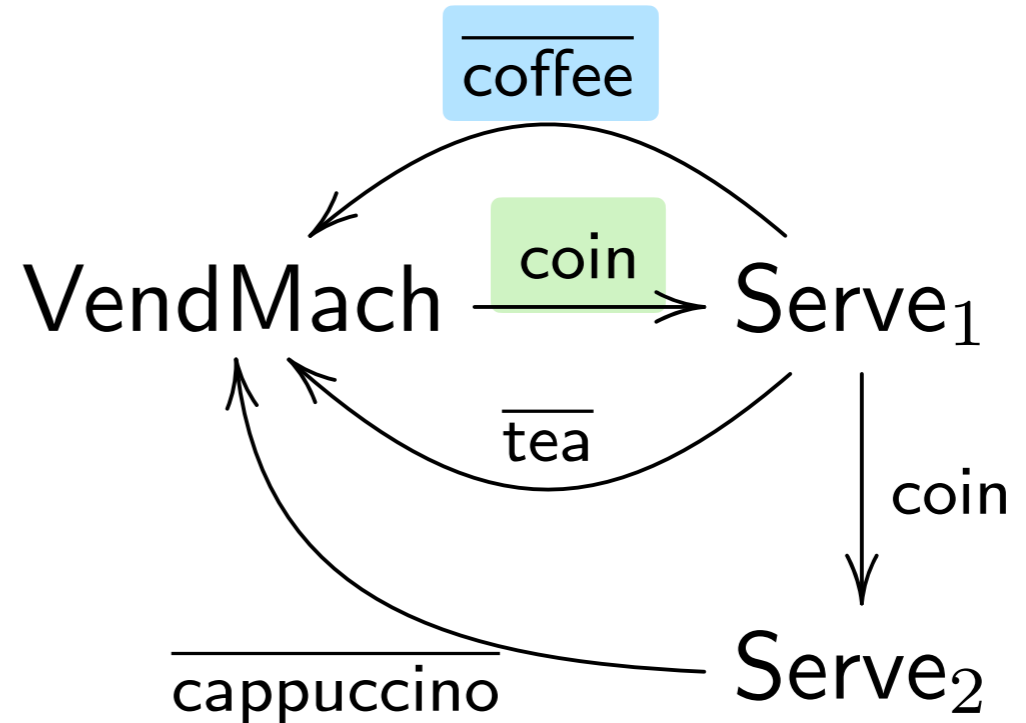 coffee
coin
VendMach
Serve₁
tea
coin
Serve₂
cappuccino